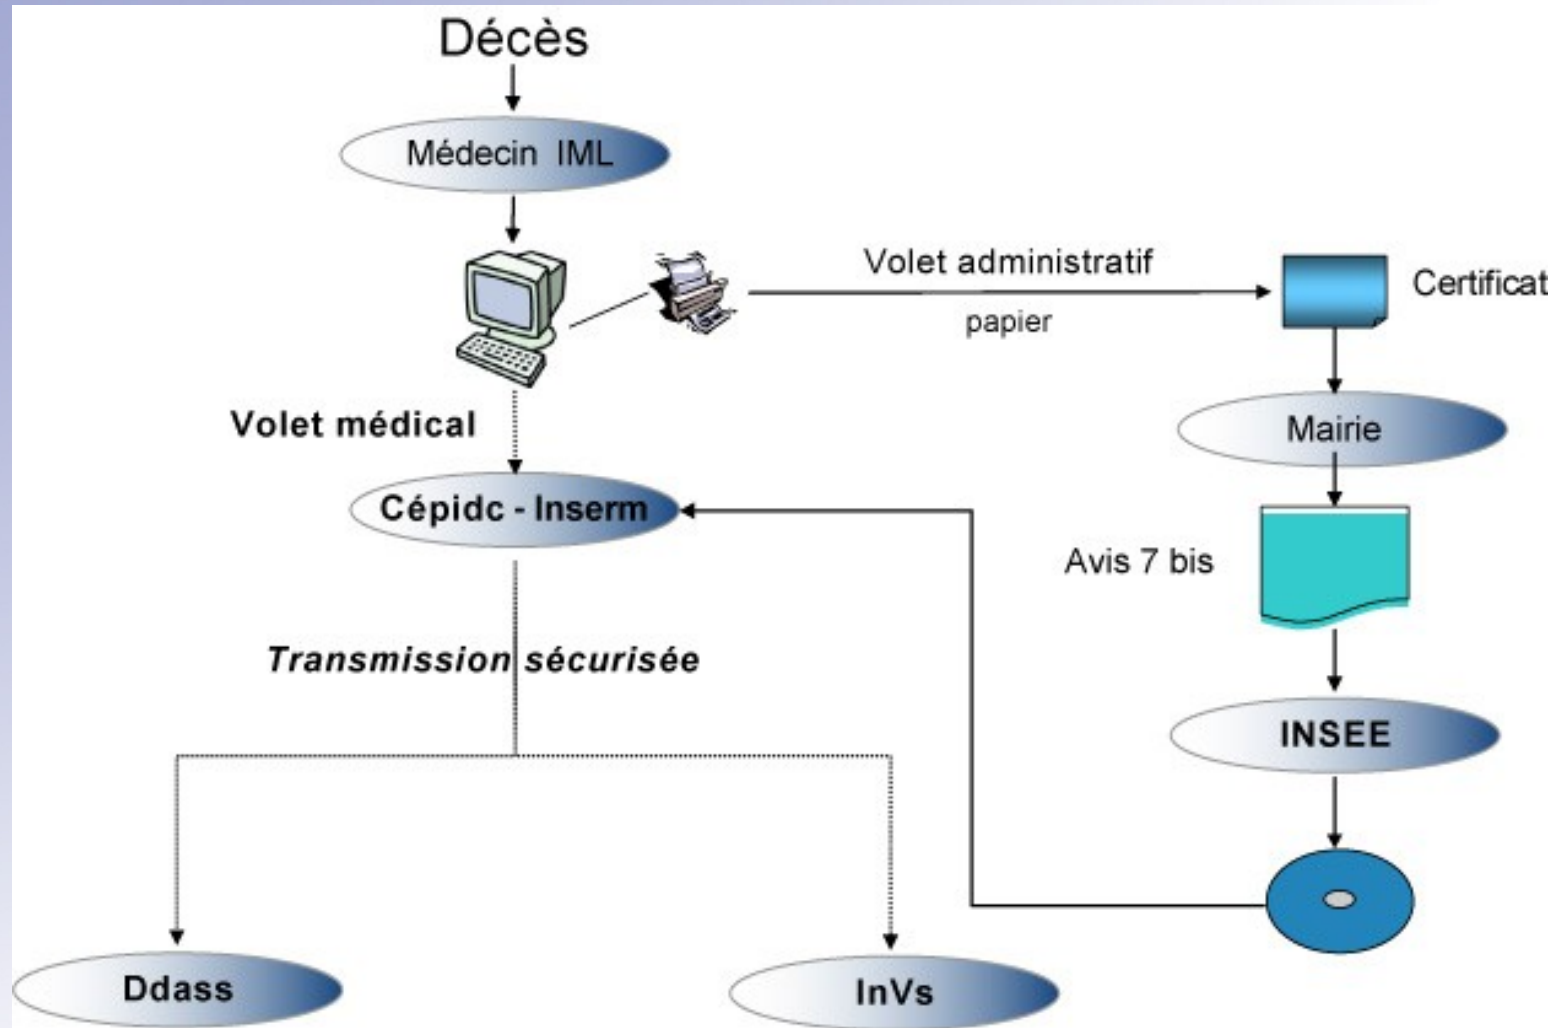 Décès
Médecin IML
Volet administratif
papier
Certificat
Volet médical
Mairie
Cépidc - Inserm
Avis 7 bis
Transmission sécurisée
INSEE
Ddass
InVs